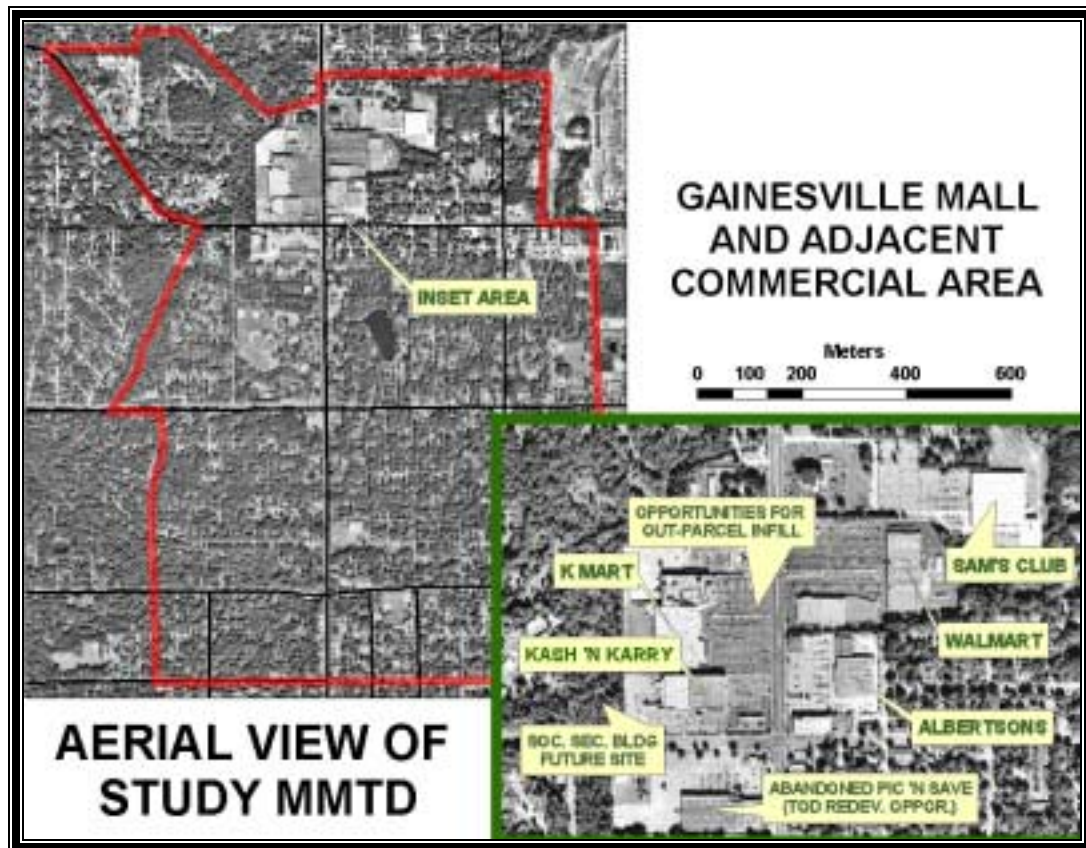 GAINESVILLE MALL
AND ADJACENT
COMMERCIAL AREA
Meters
0 100 200 400 600
INSET AREA
OPPORTUNITIES FOR
OUT-PARCEL INFILL
K MART
SAM'S CLUB
KASH 'N KARRY
WALMART
SOC. SEC. BLDG
FUTURE SITE
ALBERTSONS
ABANDONED PIC 'N SAVE
(TOD REDEV. OPPOR.)
AERIAL VIEW OF
STUDY MMTD